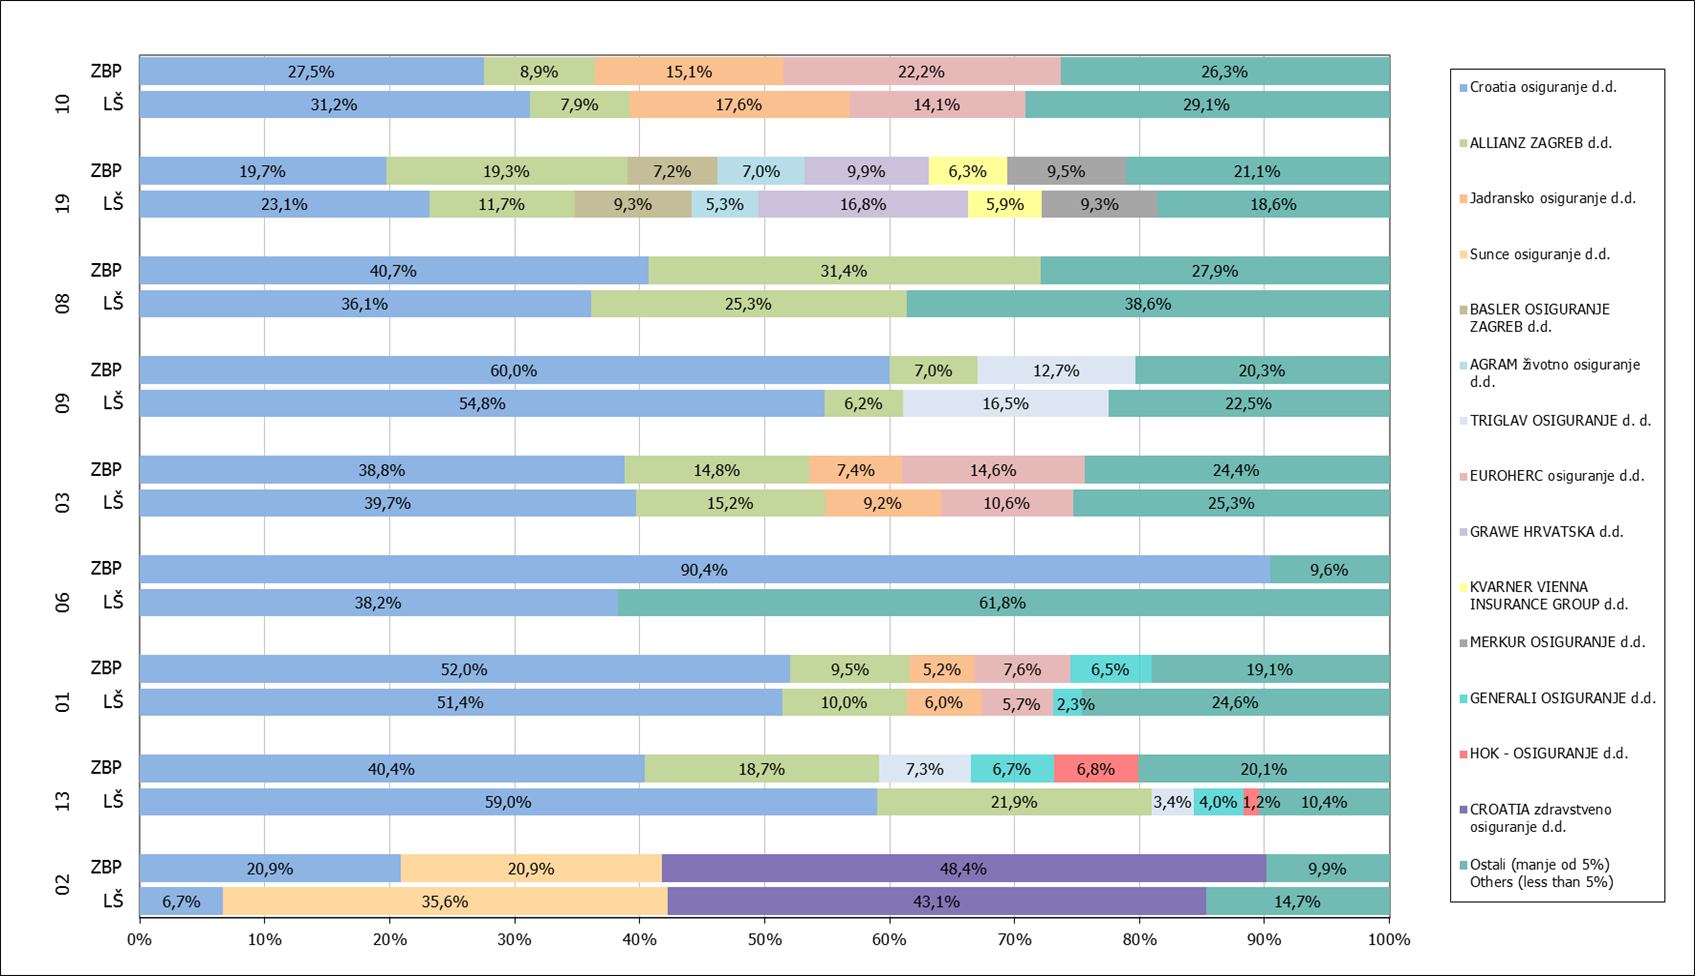 10
ZBP 27,5% 8,9% 15,1% 22,2% 26,3%
LŠ 31,2% 7,9% 17,6% 14,1% 29,1%
19
ZBP 19,7% 19,3% 7,2% 7,0% 9,9% 6,3% 9,5% 21,1%
LŠ 23,1% 11,7% 9,3% 5,3% 16,8% 5,9% 9,3% 18,6%
08
ZBP 40,7% 31,4% 27,9%
LŠ 36,1% 25,3% 38,6%
09
ZBP 60,0% 7,0% 12,7% 20,3%
LŠ 54,8% 6,2% 16,5% 22,5%
03
ZBP 38,8% 14,8% 7,4% 14,6% 24,4%
LŠ 39,7% 15,2% 9,2% 10,6% 25,3%
06
ZBP 90,4% 9,6%
LŠ 38,2% 61,8%
01
ZBP 52,0% 9,5% 5,2% 7,6% 6,5% 19,1%
LŠ 51,4% 10,0% 6,0% 5,7% 2,3% 24,6%
13
ZBP 40,4% 18,7% 7,3% 6,7% 6,8% 20,1%
LŠ 59,0% 21,9% 3,4% 4,0% 1,2% 10,4%
02
ZBP 20,9% 20,9% 48,4% 9,9%
LŠ 6,7% 35,6% 43,1% 14,7%
0% 10% 20% 30% 40% 50% 60% 70% 80% 90% 100%
Croatia osiguranje d.d.
ALLIANZ ZAGREB d.d.
Jadransko osiguranje d.d.
Sunce osiguranje d.d.
BASLER OSIGURANJE
ZAGREB d.d.
AGRAM životno osiguranje
d.d.
TRIGLAV OSIGURANJE d. d.
EUROHERC osiguranje d.d.
GRAWE HRVATSKA d.d.
KVARNER VIENNA
INSURANCE GROUP d.d.
MERKUR OSIGURANJE d.d.
GENERALI OSIGURANJE d.d.
HOK - OSIGURANJE d.d.
CROATIA zdravstveno
osiguranje d.d.
Ostali (manje od 5%)
Others (less than 5%)